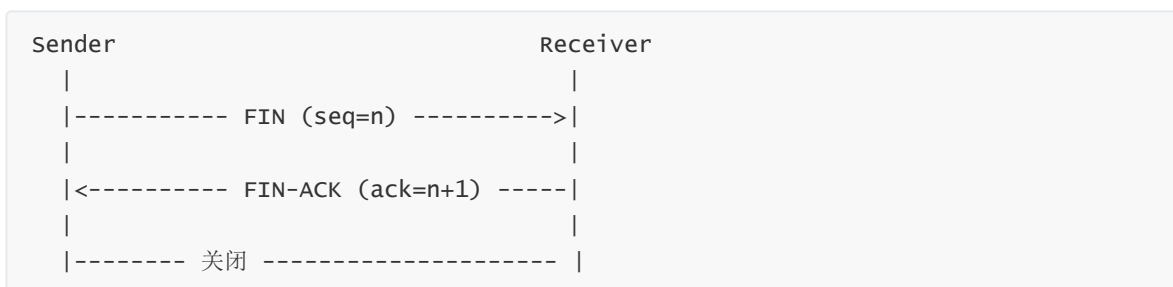 Sender                              Receiver
  |                                   |
  |----------- FIN (seq=n) ---------->|
  |                                   |
  |<---------- FIN-ACK (ack=n+1) -----|
  |                                   |
  |-------- 关闭 --------------------- |